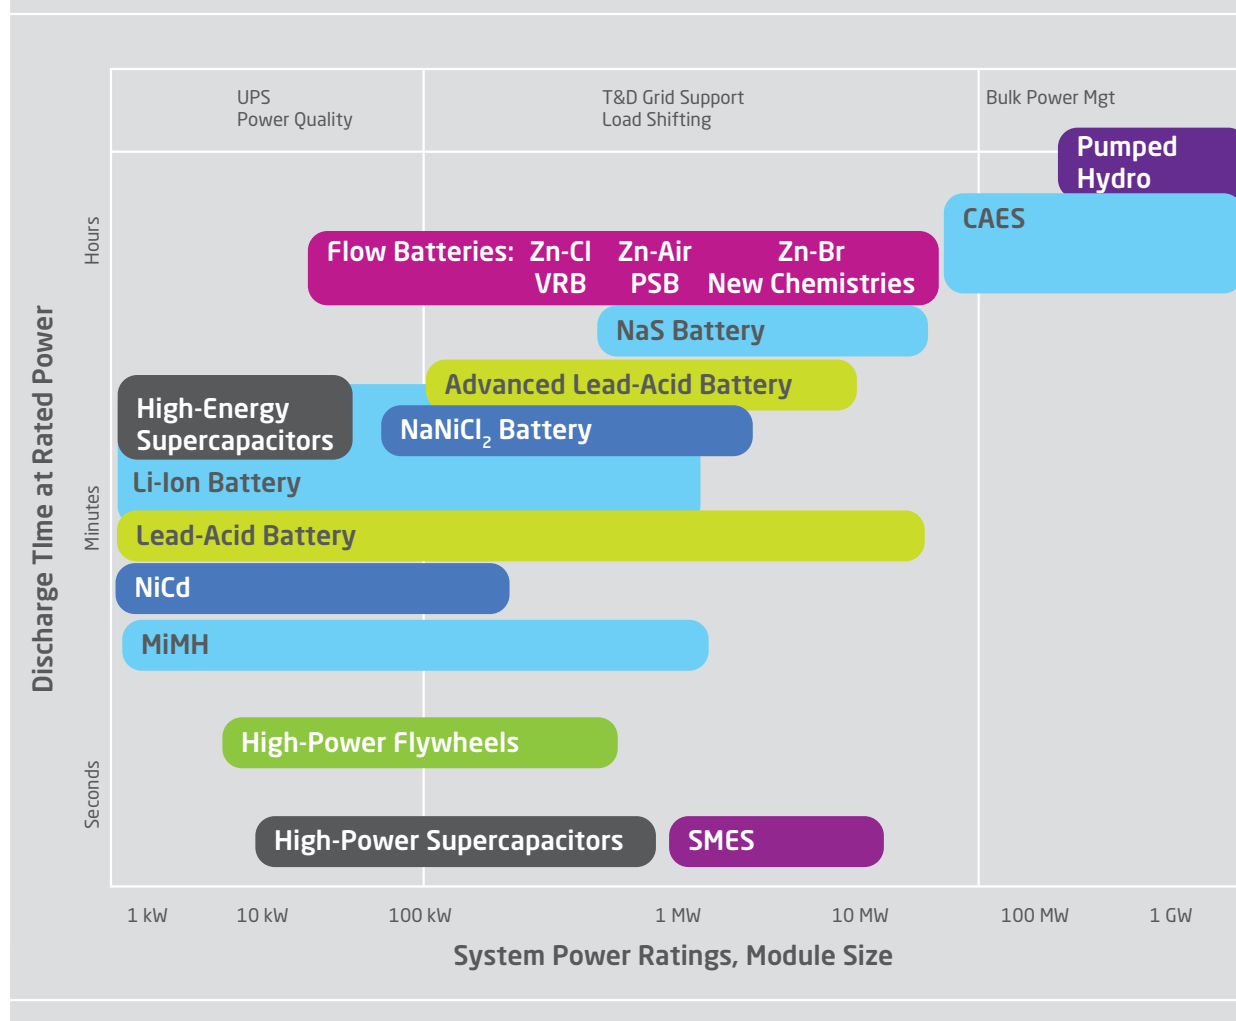 UPS
Power Quality
T&D Grid Support
Load Shifting
Bulk Power Mgt
Pumped
Hydro
CAES
Flow Batteries: Zn-Cl Zn-Air Zn-Br
VRB PSB New Chemistries
NaS Battery
Advanced Lead-Acid Battery
High-Energy
Supercapacitors
NaNiCl₂ Battery
Li-Ion Battery
Lead-Acid Battery
NiCd
MiMH
High-Power Flywheels
High-Power Supercapacitors
SMES
Discharge TIme at Rated Power
Hours
Minutes
Seconds
1 kW 10 kW 100 kW 1 MW 10 MW 100 MW 1 GW
System Power Ratings, Module Size